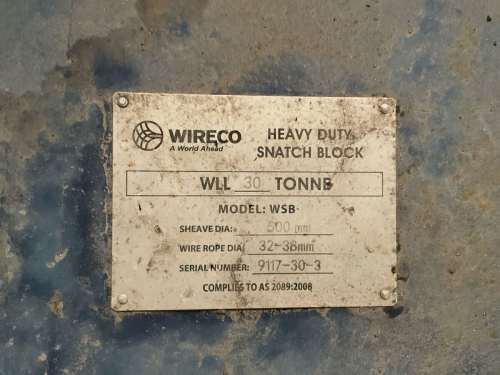 WIRECO
A World Ahead
HEAVY DUTY
SNATCH BLOCK
WLL 30 TONNE
MODEL: WSB
SHEAVE DIA: 500 mm
WIRE ROPE DIA: 32-38mm
SERIAL NUMBER: 9117-30-3
COMPLIES TO AS 2089:2008